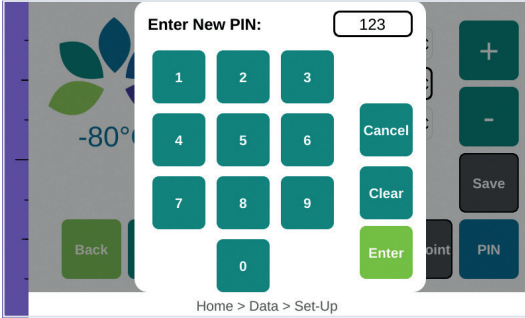 Enter New PIN: 123
1 2 3
+
-80°
4 5 6 Cancel
-
7 8 9 Clear Save
Back 0 Enter oint PIN
Home > Data > Set-Up